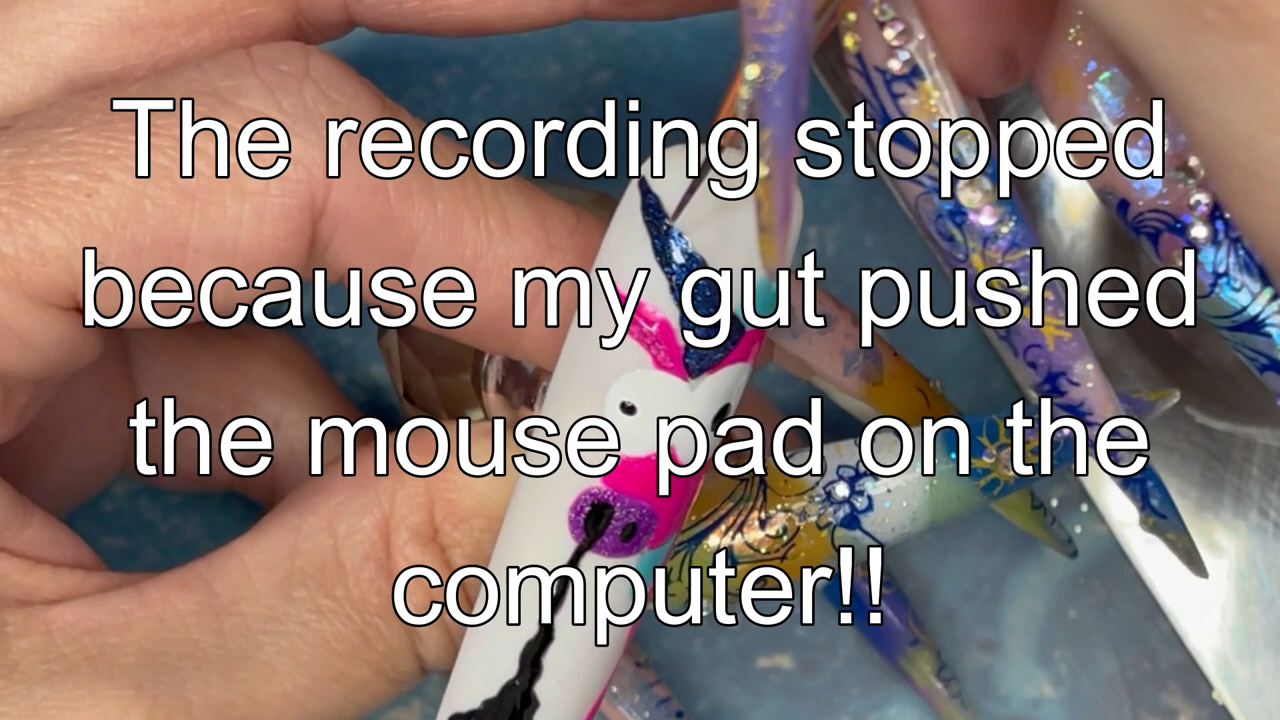 The recording stopped
because my gut pushed
the mouse pad on the
computer!!